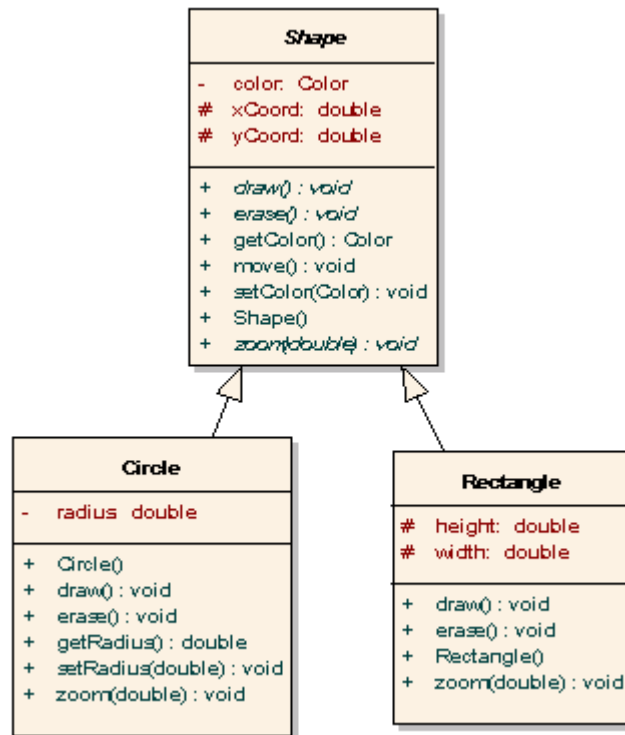 Shape
- color: Color
# xCoord: double
# yCoord: double
+ draw() : void
+ erase() : void
+ getColor() : Color
+ move() : void
+ setColor(Color) : void
+ Shape()
+ zoom(double) : void
Circle
- radius: double
+ Circle()
+ draw() : void
+ erase() : void
+ getRadius() : double
+ setRadius(double) : void
+ zoom(double) : void
Rectangle
# height: double
# width: double
+ draw() : void
+ erase() : void
+ Rectangle()
+ zoom(double) : void